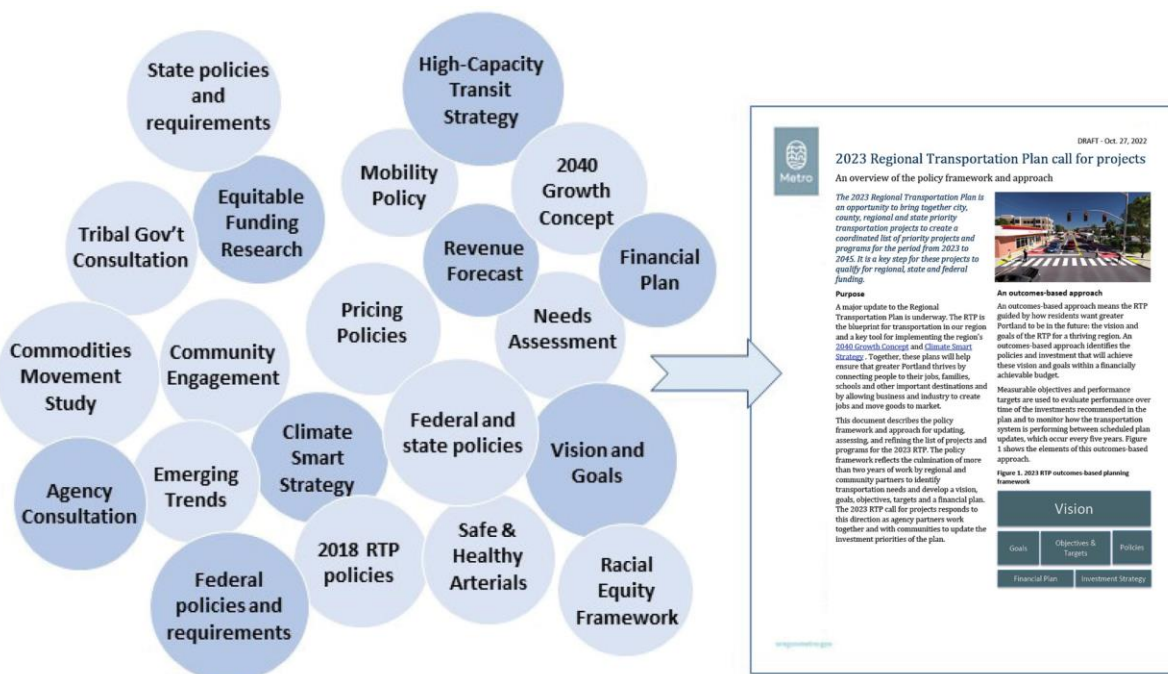 State policies
and
requirements
High-Capacity
Transit
Strategy
Mobility
Policy
2040
Growth
Concept
Equitable
Funding
Research
Tribal Gov't
Consultation
Revenue
Forecast
Financial
Plan
Pricing
Policies
Needs
Assessment
Commodities
Movement
Study
Community
Engagement
Federal and
state policies
Climate
Smart
Strategy
Vision and
Goals
Emerging
Trends
Agency
Consultation
2018 RTP
policies
Safe &
Healthy
Arterials
Racial
Equity
Framework
Federal
policies and
requirements
Metro
DRAFT - Oct. 27, 2022
2023 Regional Transportation Plan call for projects
An overview of the policy framework and approach
The 2023 Regional Transportation Plan is
an opportunity to bring together city,
county, regional and state priority
transportation projects to create a
coordinated list of priority projects and
programs for the period from 2023 to
2045. It is a key step for these projects to
qualify for regional, state and federal
funding.
Purpose
A major update to the Regional
Transportation Plan is underway. The RTP is
the blueprint for transportation in our region
and a key tool for implementing the region's
2040 Growth Concept and Climate Smart
Strategy . Together, these plans will help
ensure that greater Portland thrives by
connecting people to their jobs, families,
schools and other important destinations and
by allowing business and industry to create
jobs and move goods to market.
This document describes the policy
framework and approach for updating,
assessing, and refining the list of projects and
programs for the 2023 RTP. The policy
framework reflects the culmination of more
than two years of work by regional and
community partners to identify
transportation needs and develop a vision,
goals, objectives, targets and a financial plan.
The 2023 RTP call for projects responds to
this direction as agency partners work
together and with communities to update the
investment priorities of the plan.
An outcomes-based approach
An outcomes-based approach means the RTP
guided by how residents want greater
Portland to be in the future: the vision and
goals of the RTP for a thriving region. An
outcomes-based approach identifies the
policies and investment that will achieve
these vision and goals within a financially
achievable budget.
Measurable objectives and performance
targets are used to evaluate performance over
time of the investments recommended in the
plan and to monitor how the transportation
system is performing between scheduled plan
updates, which occur every five years. Figure
1 shows the elements of this outcomes-based
approach.
Figure 1. 2023 RTP outcomes-based planning
framework
Vision
Goals
Objectives &
Targets
Policies
Financial Plan
Investment Strategy
oregonmetro.gov